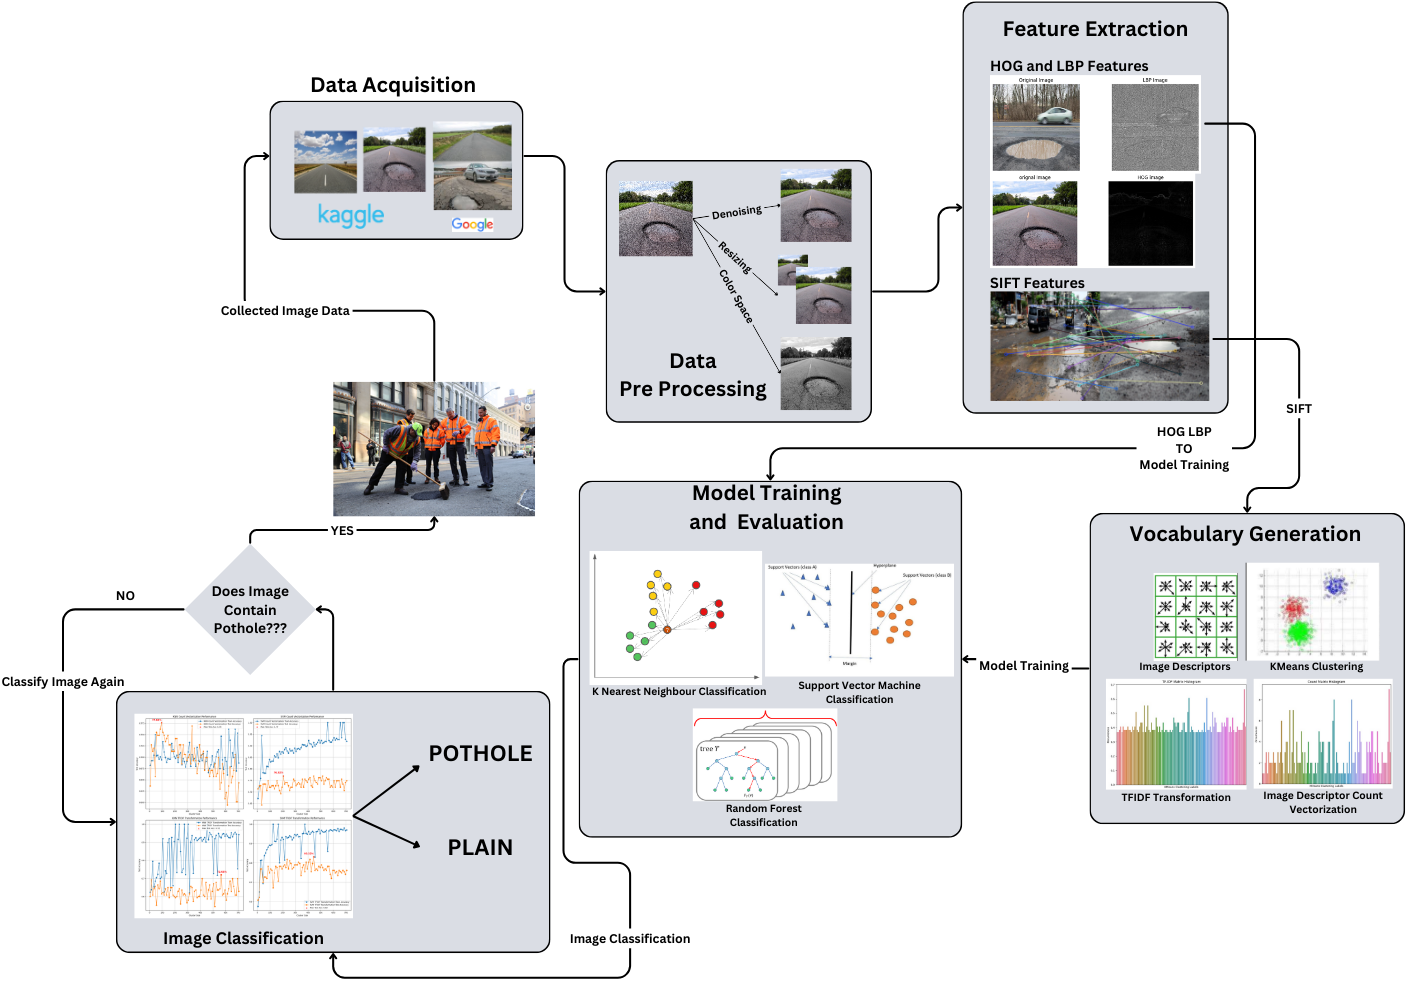 Data Acquisition
kaggle
Google
Collected Image Data
Denoising
Resizing
Color Space
Data
Pre Processing
Feature Extraction
HOG and LBP Features
Original Image
LBP Image
orignal Image
HOG Image
SIFT Features
SIFT
HOG LBP
TO
Model Training
Vocabulary Generation
Image Descriptors
KMeans Clustering
TFIDF Transformation
Image Descriptor Count
Vectorization
Model Training
Model Training
and Evaluation
Support Vectors (class A)
Hyperplane
Support Vectors (class B)
Margin
K Nearest Neighbour Classification
Support Vector Machine
Classification
Random Forest
Classification
Image Classification
POTHOLE
PLAIN
Image Classification
Does Image
Contain
Pothole???
YES
NO
Classify Image Again